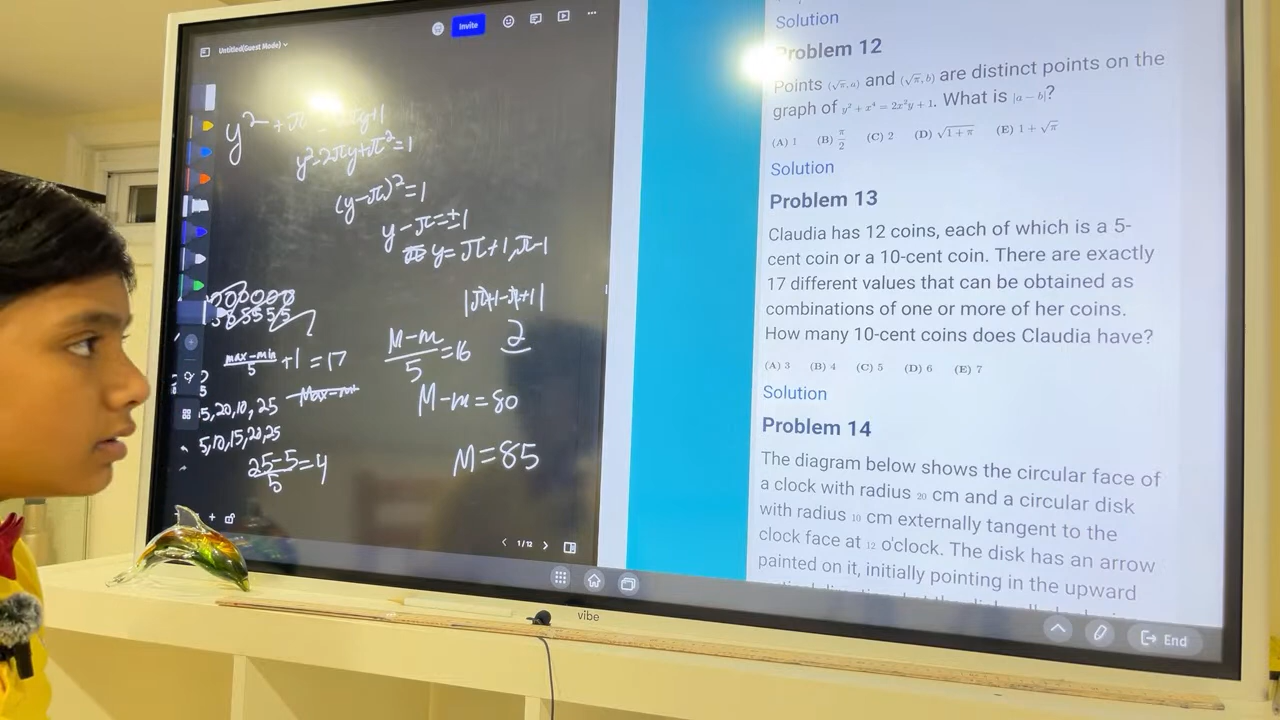 Untitled(Guest Mode)
Invite
y² + π
y+1
y²-2πy+π²=1
(y-π)²=1
y-π=±1
y=π+1,π-1
|π+1-π+1|
2
max-min/5 +1=17
M-m/5=16
Max-m
M-m=80
5,20,10,25
5,10,15,20,25
25-5/5=4
M=85
1/12
vibe
Solution
Problem 12
Points (√π, a) and (√π, b) are distinct points on the
graph of y² + x⁴ = 2x²y + 1. What is |a − b|?
(A) 1 (B) π/2 (C) 2 (D) √1+π (E) 1 + √π
Solution
Problem 13
Claudia has 12 coins, each of which is a 5-
cent coin or a 10-cent coin. There are exactly
17 different values that can be obtained as
combinations of one or more of her coins.
How many 10-cent coins does Claudia have?
(A) 3 (B) 4 (C) 5 (D) 6 (E) 7
Solution
Problem 14
The diagram below shows the circular face of
a clock with radius 20 cm and a circular disk
with radius 10 cm externally tangent to the
clock face at 12 o'clock. The disk has an arrow
painted on it, initially pointing in the upward
End